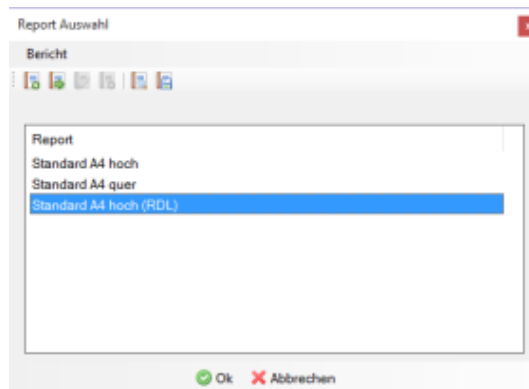 Report Auswahl
Bericht
Report
Standard A4 hoch
Standard A4 quer
Standard A4 hoch (RDL)
Ok Abbrechen